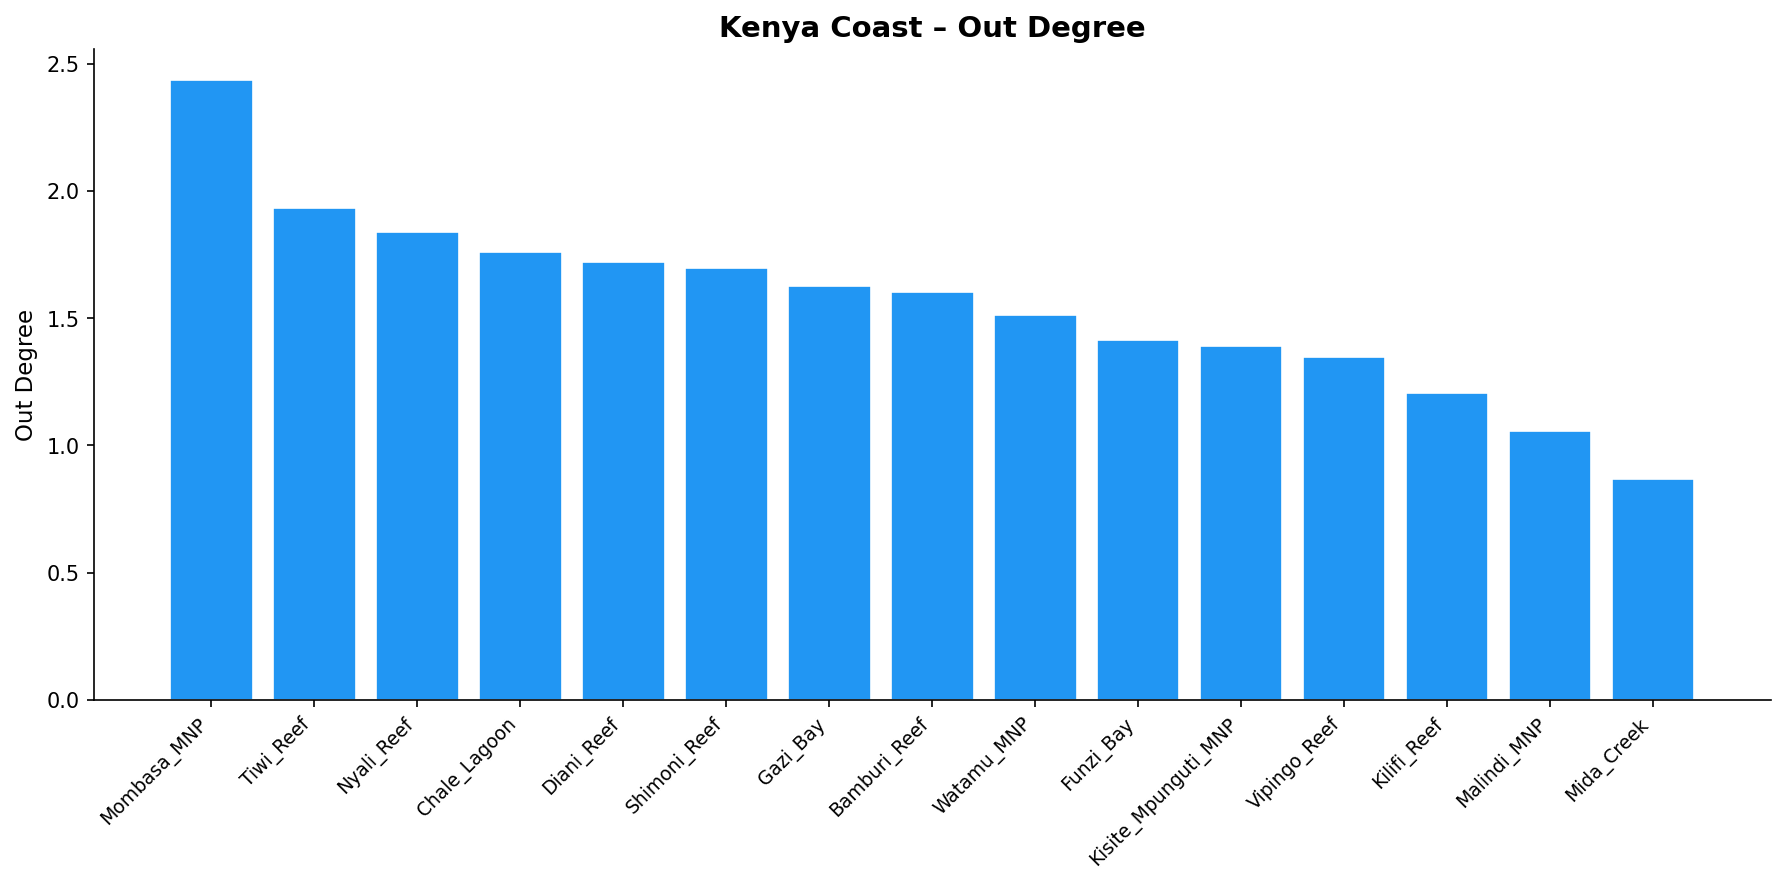 Kenya Coast – Out Degree
Out Degree
2.5
2.0
1.5
1.0
0.5
0.0
Mombasa_MNP
Tiwi_Reef
Nyali_Reef
Chale_Lagoon
Diani_Reef
Shimoni_Reef
Gazi_Bay
Bamburi_Reef
Watamu_MNP
Funzi_Bay
Kisite_Mpunguti_MNP
Vipingo_Reef
Kilifi_Reef
Malindi_MNP
Mida_Creek